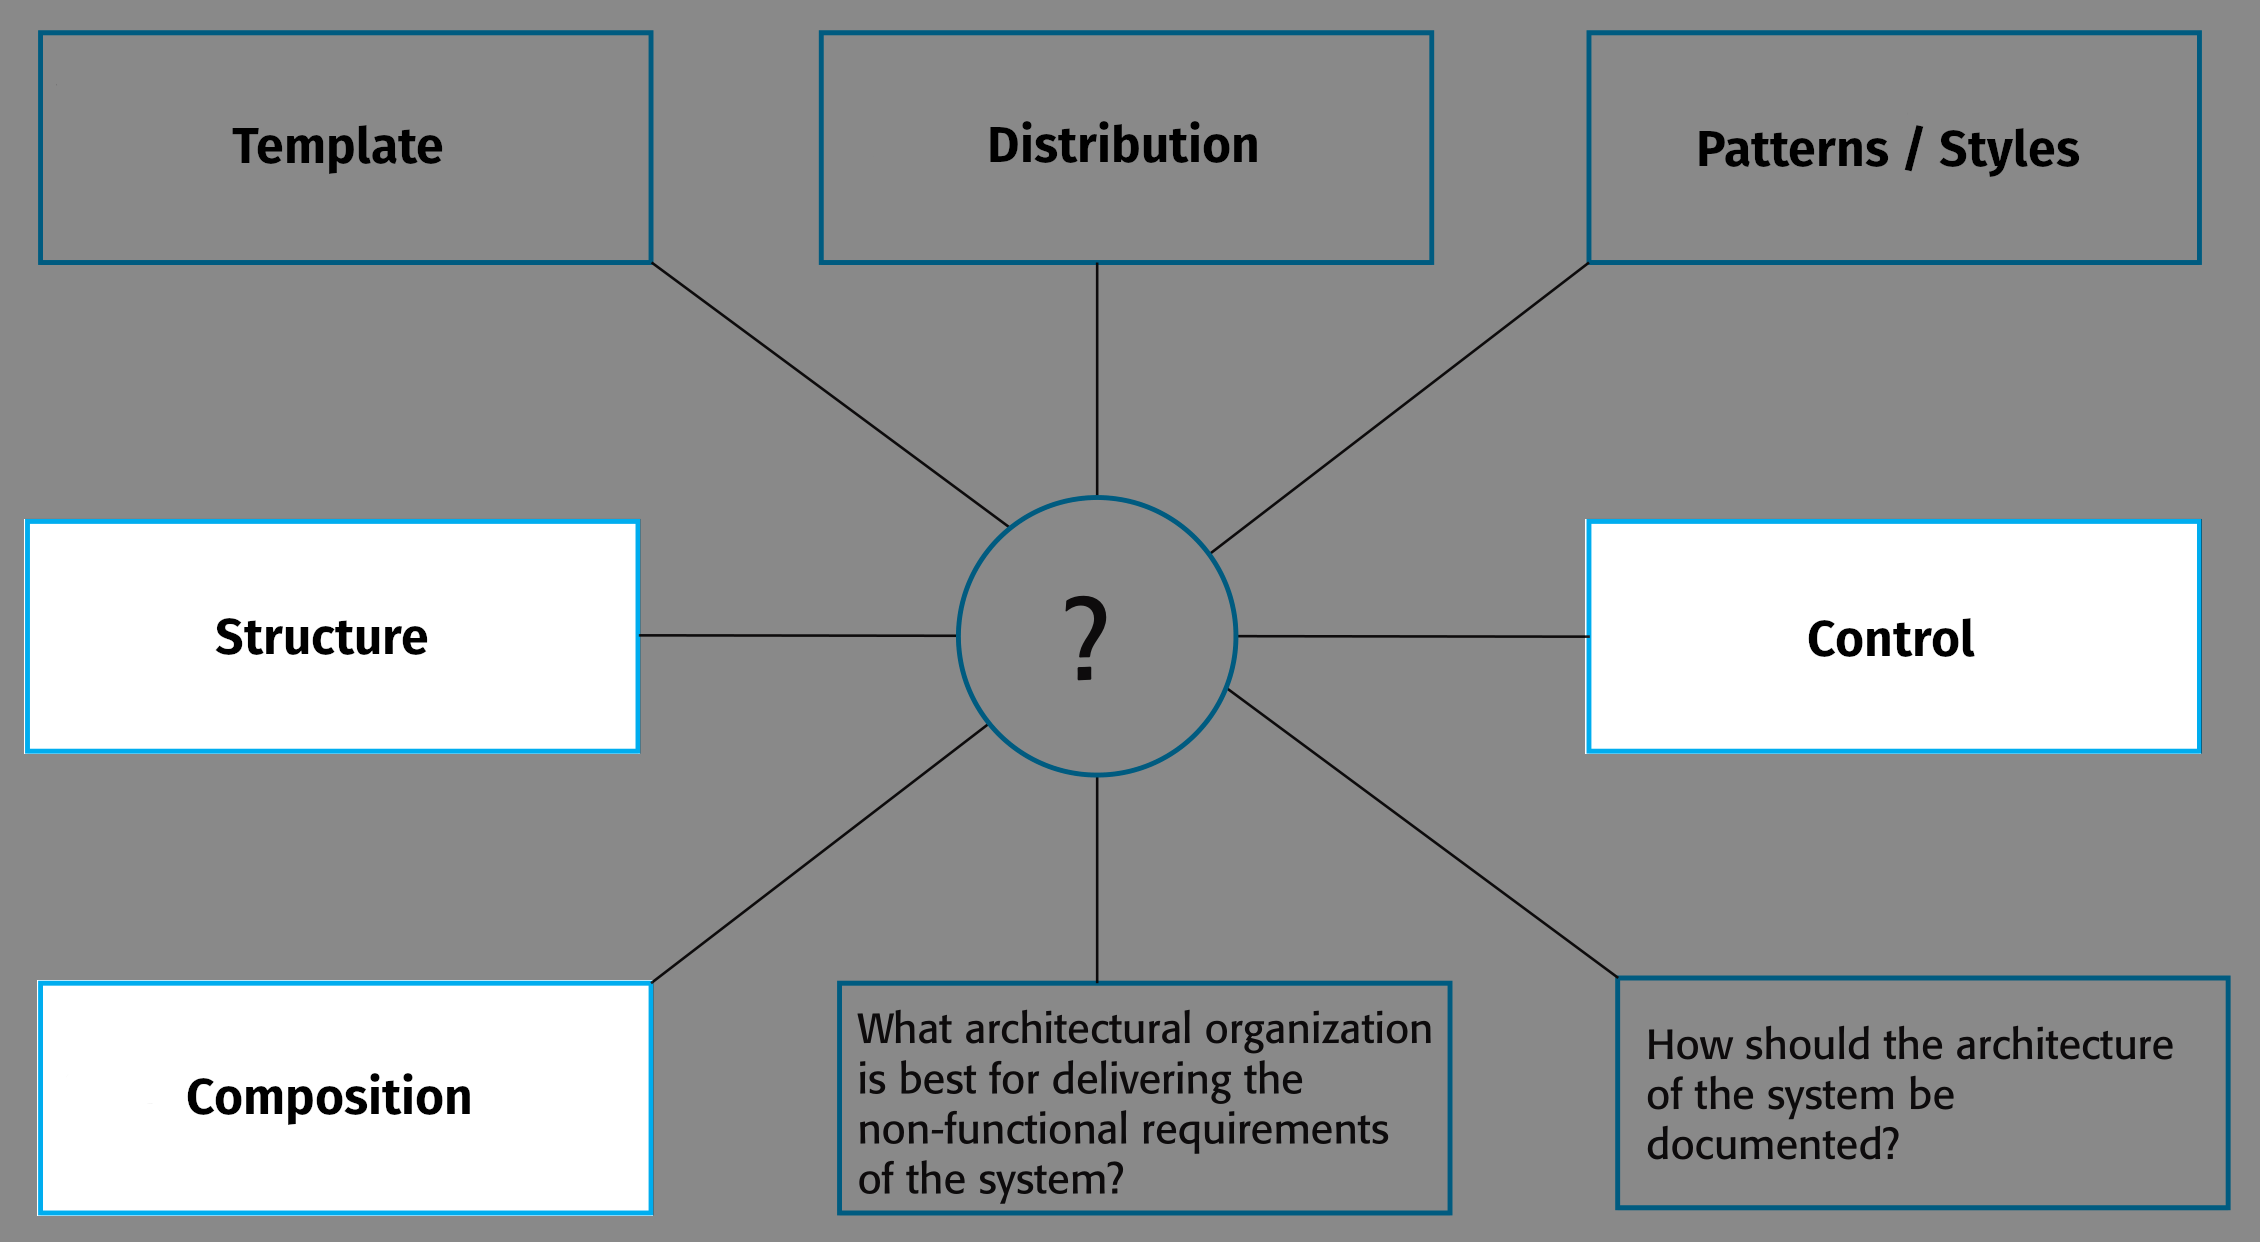 Template
Distribution
Patterns / Styles
Structure
?
Control
Composition
What architectural organization
is best for delivering the
non-functional requirements
of the system?
How should the architecture
of the system be
documented?